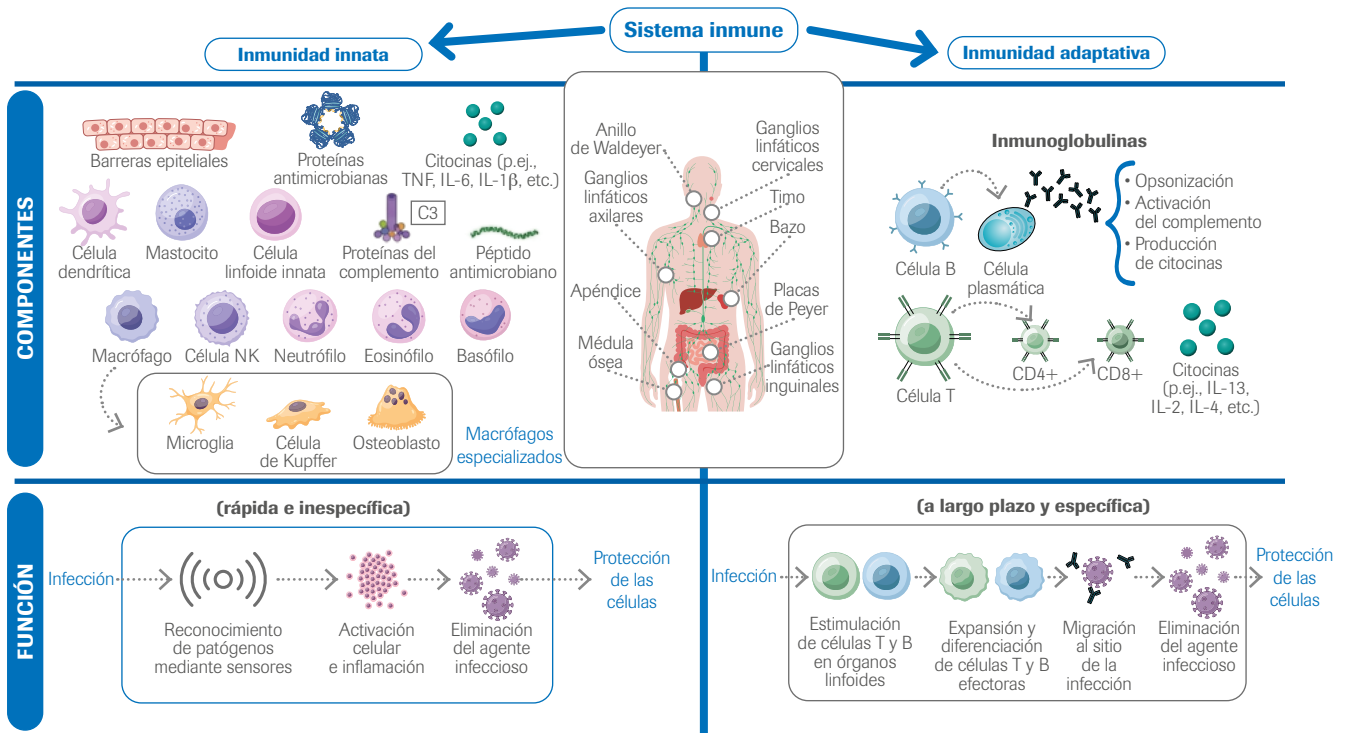 Sistema inmune
Inmunidad innata
Inmunidad adaptativa
COMPONENTES
Barreras epiteliales
Proteínas
antimicrobianas
Citocinas (p.ej.,
TNF, IL-6, IL-1β, etc.)
Célula
dendrítica
Mastocito
Célula
linfoide innata
C3
Proteínas del
complemento
Péptido
antimicrobiano
Macrófago
Célula NK
Neutrófilo
Eosinófilo
Basófilo
Microglia
Célula
de Kupffer
Osteoblasto
Macrófagos
especializados
Anillo
de Waldeyer
Ganglios
linfáticos
axilares
Apéndice
Médula
ósea
Ganglios
linfáticos
cervicales
Timo
Bazo
Placas
de Peyer
Ganglios
linfáticos
inguinales
Inmunoglobulinas
Célula B
Célula
plasmática
• Opsonización
• Activación
del complemento
• Producción
de citocinas
Célula T
CD4+
CD8+
Citocinas
(p.ej., IL-13,
IL-2, IL-4, etc.)
FUNCIÓN
(rápida e inespecífica)
Infección
Reconocimiento
de patógenos
mediante sensores
Activación
celular
e inflamación
Eliminación
del agente
infeccioso
Protección
de las
células
(a largo plazo y específica)
Infección
Estimulación
de células T y B
en órganos
linfoides
Expansión y
diferenciación
de células T y B
efectoras
Migración
al sitio
de la
infección
Eliminación
del agente
infeccioso
Protección
de las
células